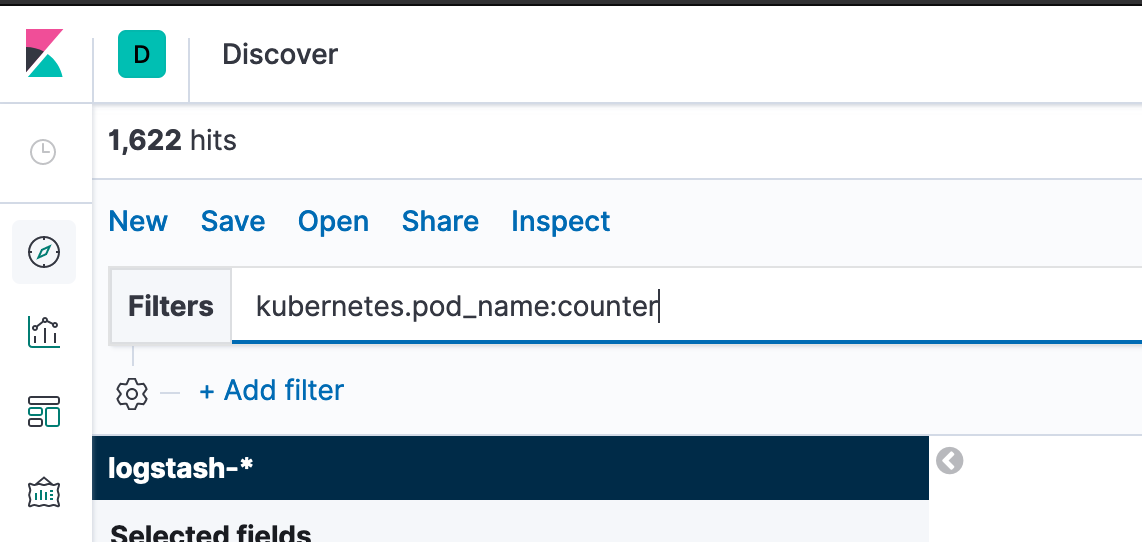 D
Discover
1,622 hits
New Save Open Share Inspect
Filters kubernetes.pod_name:counter
+ Add filter
logstash-*
Selected fields